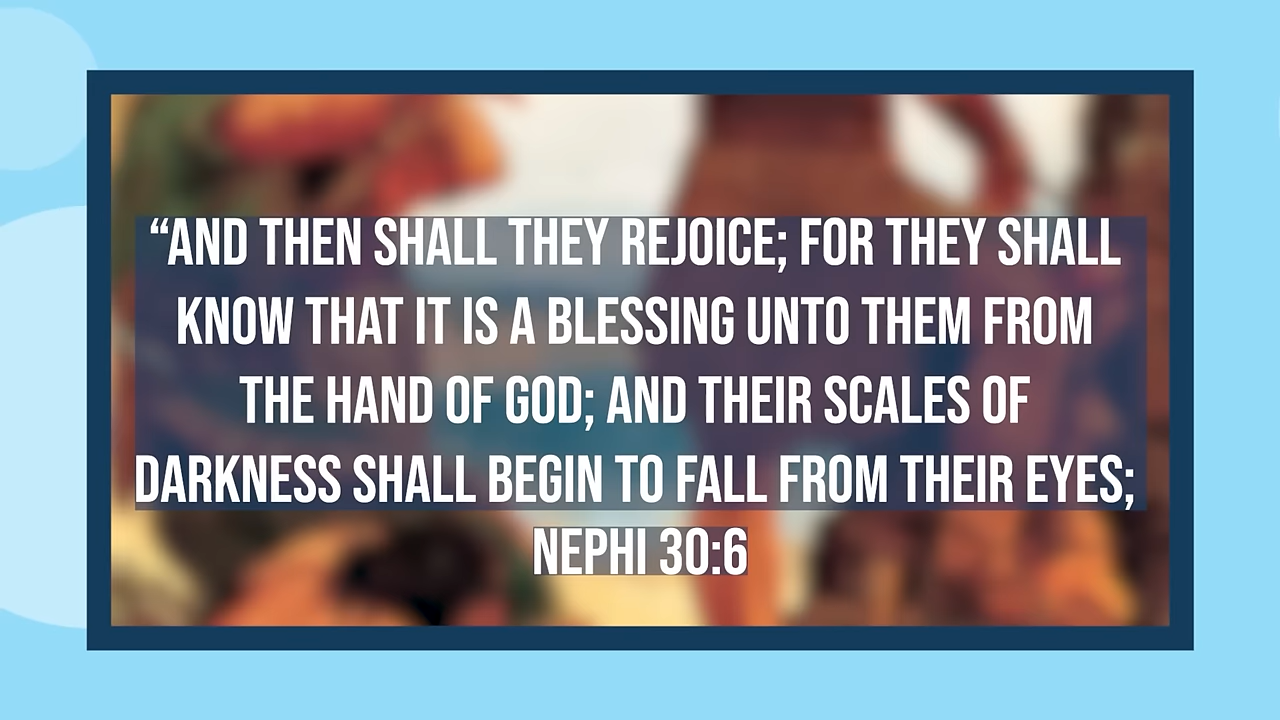 “AND THEN SHALL THEY REJOICE; FOR THEY SHALL
KNOW THAT IT IS A BLESSING UNTO THEM FROM
THE HAND OF GOD; AND THEIR SCALES OF
DARKNESS SHALL BEGIN TO FALL FROM THEIR EYES;
NEPHI 30:6